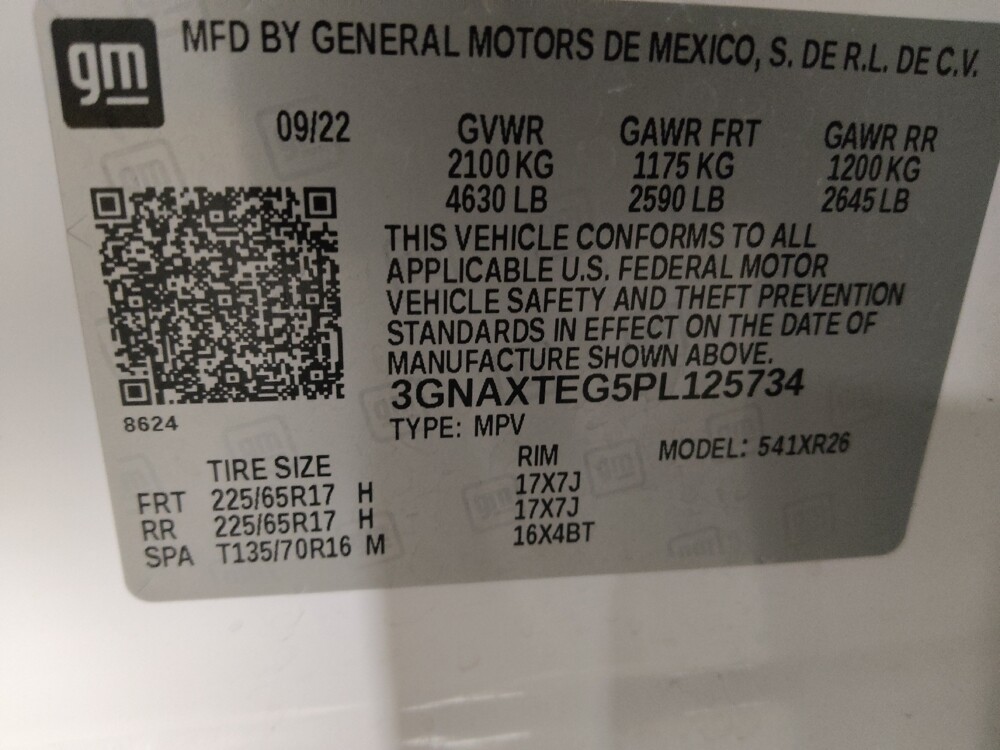 gm MFD BY GENERAL MOTORS DE MEXICO, S. DE R.L. DE C.V.
09/22 GVWR GAWR FRT GAWR RR
2100 KG 1175 KG 1200 KG
4630 LB 2590 LB 2645 LB
THIS VEHICLE CONFORMS TO ALL
APPLICABLE U.S. FEDERAL MOTOR
VEHICLE SAFETY AND THEFT PREVENTION
STANDARDS IN EFFECT ON THE DATE OF
MANUFACTURE SHOWN ABOVE.
3GNAXTEG5PL125734
8624
TYPE: MPV MODEL: 541XR26
TIRE SIZE RIM
FRT 225/65R17 H 17X7J
RR 225/65R17 H 17X7J
SPA T135/70R16 M 16X4BT